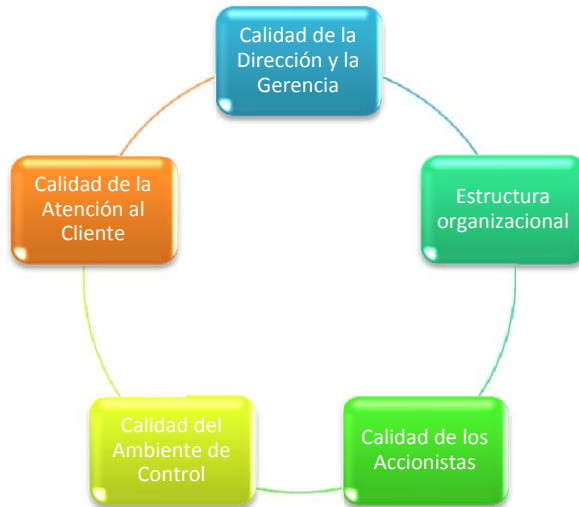 Calidad de la
Dirección y la
Gerencia
Estructura
organizacional
Calidad de los
Accionistas
Calidad del
Ambiente de
Control
Calidad de la
Atención al
Cliente